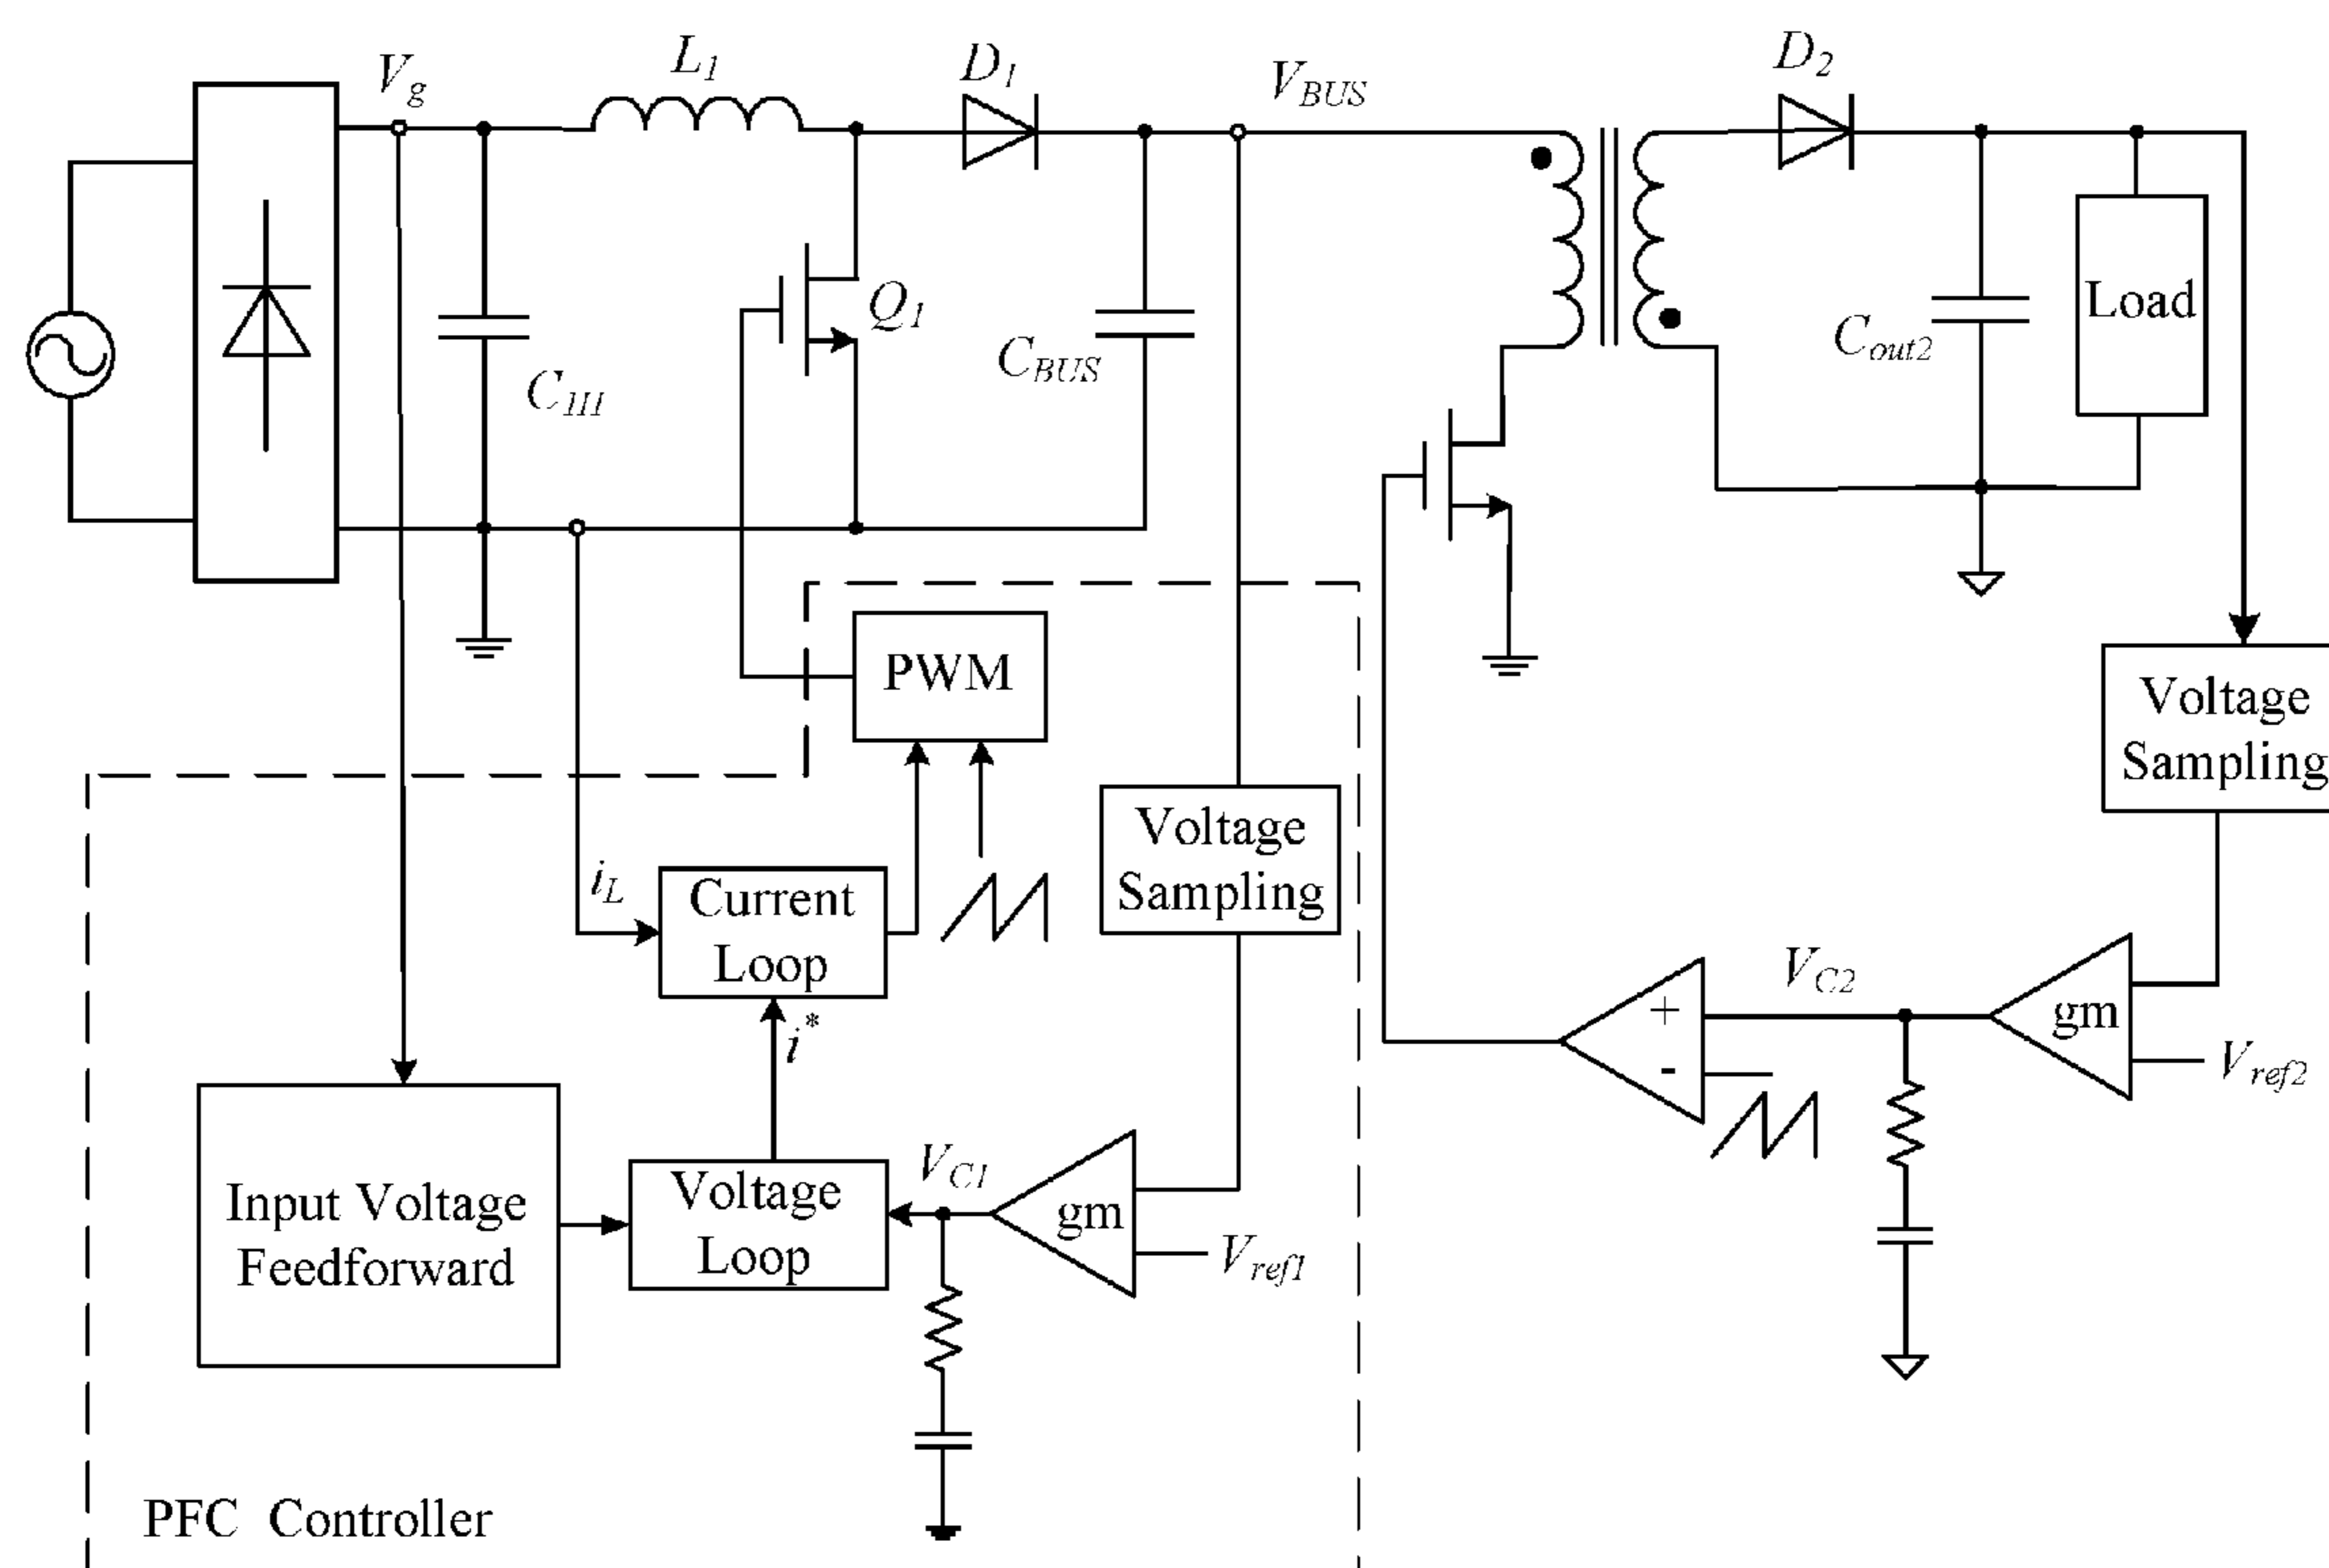 Vg
L1
D1
VBUS
D2
Q1
CBUS
Cout2
Load
PWM
Voltage
Sampling
Voltage
Sampling
iL
Current
Loop
i*
VC2
+
-
gm
Vref2
Input Voltage
Feedforward
Voltage
Loop
VC1
gm
Vref1
PFC Controller